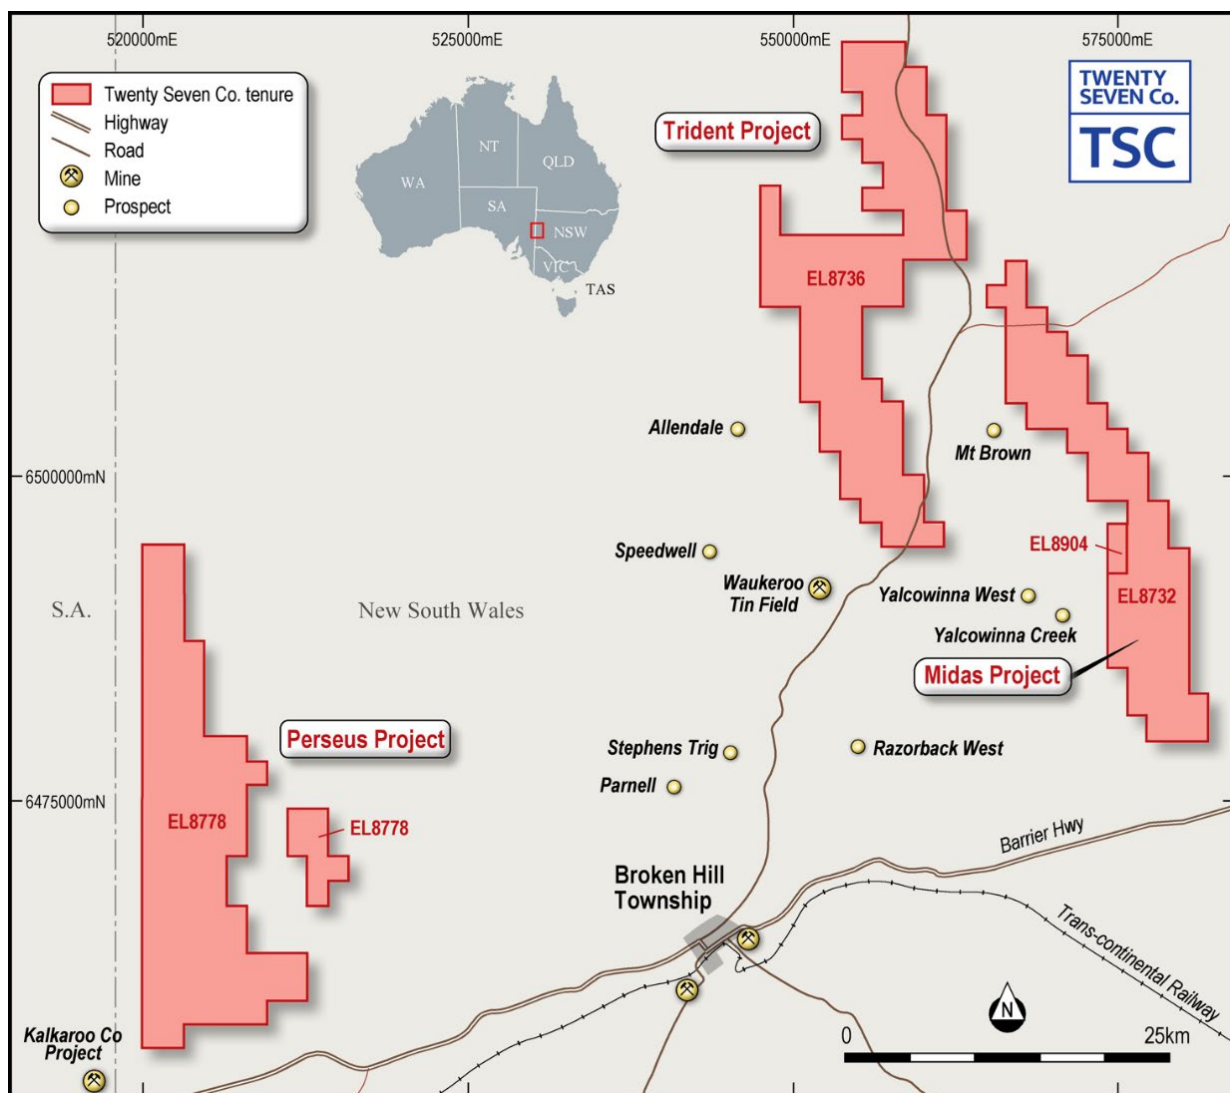 520000mE
525000mE
550000mE
575000mE
Twenty Seven Co. tenure
Highway
Road
Mine
Prospect
WA
NT
QLD
SA
NSW
VIC
TAS
Trident Project
TWENTY
SEVEN Co.
TSC
EL8736
Allendale
Mt Brown
6500000mN
Speedwell
EL8904
Waukeroo
Tin Field
Yalcowinna West
EL8732
S.A.
New South Wales
Yalcowinna Creek
Midas Project
Perseus Project
Stephens Trig
Razorback West
Parnell
6475000mN
EL8778
EL8778
Barrier Hwy
Broken Hill
Township
Trans-continental Railway
N
Kalkaroo Co
Project
0
25km